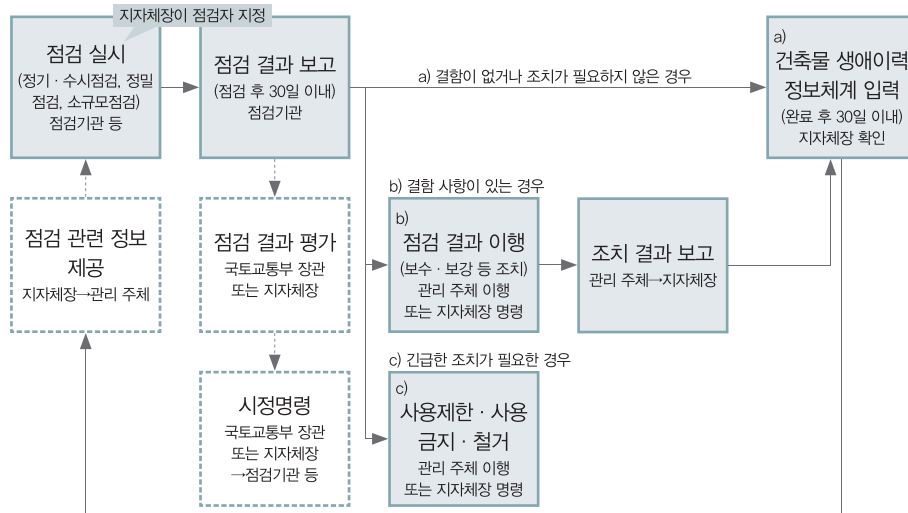 지자체장이 점검자 지정
점검 실시
(정기·수시점검, 정밀
점검, 소규모점검)
점검기관 등
점검 결과 보고
(점검 후 30일 이내)
점검기관
a) 결함이 없거나 조치가 필요하지 않은 경우
a)
건축물 생애이력
정보체계 입력
(완료 후 30일 이내)
지자체장 확인
점검 관련 정보
제공
지자체장→관리 주체
점검 결과 평가
국토교통부 장관
또는 지자체장
b) 결함 사항이 있는 경우
b)
점검 결과 이행
(보수·보강 등 조치)
관리 주체 이행
또는 지자체장 명령
조치 결과 보고
관리 주체→지자체장
시정명령
국토교통부 장관
또는 지자체장
→점검기관 등
c) 긴급한 조치가 필요한 경우
c)
사용제한·사용
금지·철거
관리 주체 이행
또는 지자체장 명령